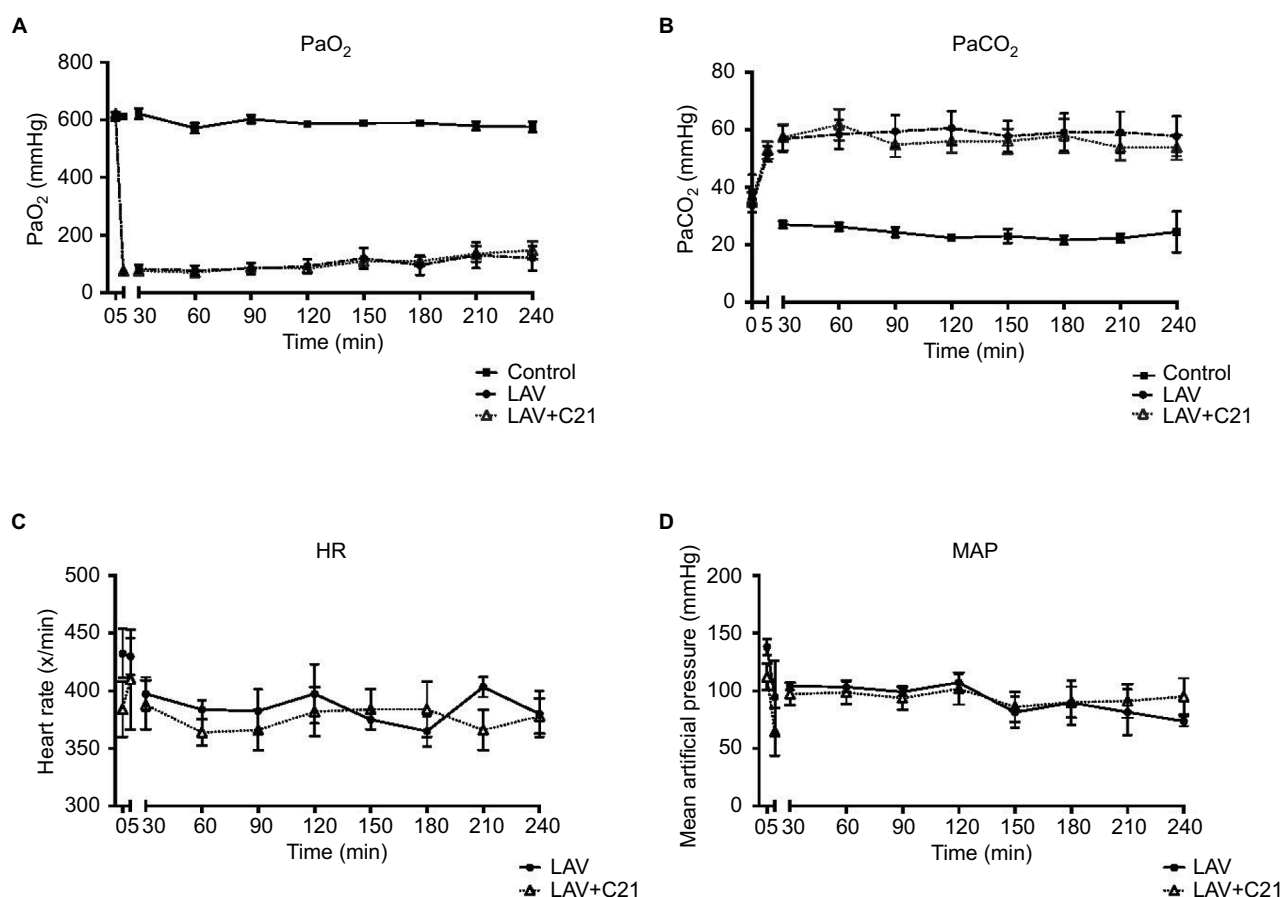 A
PaO2
PaO2 (mmHg)
800
600
400
200
0
05 30 60 90 120 150 180 210 240
Time (min)
Control
LAV
LAV+C21
B
PaCO2
PaCO2 (mmHg)
80
60
40
20
0
0 5 30 60 90 120 150 180 210 240
Time (min)
Control
LAV
LAV+C21
C
HR
Heart rate (x/min)
500
450
400
350
300
05 30 60 90 120 150 180 210 240
Time (min)
LAV
LAV+C21
D
MAP
Mean artificial pressure (mmHg)
200
150
100
50
0
05 30 60 90 120 150 180 210 240
Time (min)
LAV
LAV+C21